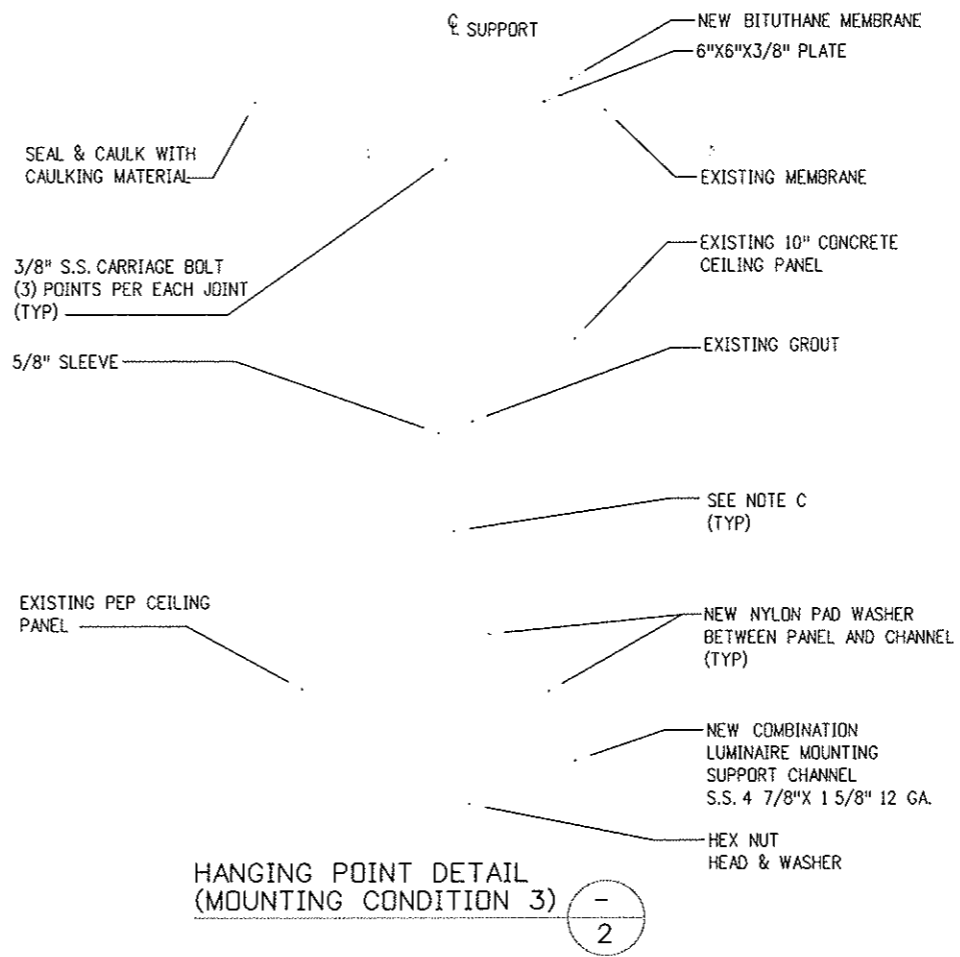 ℄ SUPPORT
NEW BITUTHANE MEMBRANE
6"X6"X3/8" PLATE
SEAL & CAULK WITH
CAULKING MATERIAL
EXISTING MEMBRANE
3/8" S.S. CARRIAGE BOLT
(3) POINTS PER EACH JOINT
(TYP)
EXISTING 10" CONCRETE
CEILING PANEL
5/8" SLEEVE
EXISTING GROUT
SEE NOTE C
(TYP)
EXISTING PEP CEILING
PANEL
NEW NYLON PAD WASHER
BETWEEN PANEL AND CHANNEL
(TYP)
NEW COMBINATION
LUMINAIRE MOUNTING
SUPPORT CHANNEL
S.S. 4 7/8"X 1 5/8" 12 GA.
HEX NUT
HEAD & WASHER
HANGING POINT DETAIL
(MOUNTING CONDITION 3)
-
2